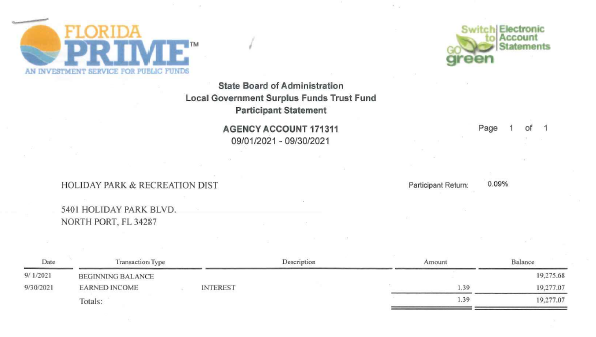 FLORIDA
PRIME™
AN INVESTMENT SERVICE FOR PUBLIC FUNDS
Switch to Electronic Account Statements
GO green
State Board of Administration
Local Government Surplus Funds Trust Fund
Participant Statement
AGENCY ACCOUNT 171311
09/01/2021 - 09/30/2021
Page 1 of 1
HOLIDAY PARK & RECREATION DIST
Participant Return: 0.09%
5401 HOLIDAY PARK BLVD.
NORTH PORT, FL 34287
Date Transaction Type Description Amount Balance
9/ 1/2021 BEGINNING BALANCE 19,275.68
9/30/2021 EARNED INCOME INTEREST 1.39 19,277.07
Totals: 1.39 19,277.07